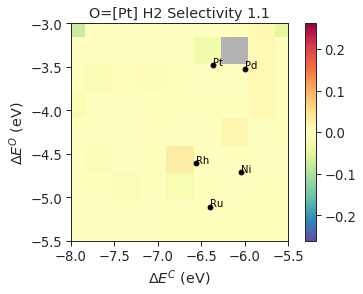 O=[Pt] H2 Selectivity 1.1
−3.0
−3.5
−4.0
−4.5
−5.0
−5.5
ΔE^O (eV)
Pt
Pd
Rh
Ni
Ru
−8.0 −7.5 −7.0 −6.5 −6.0 −5.5
ΔE^C (eV)
0.2
0.1
0.0
−0.1
−0.2